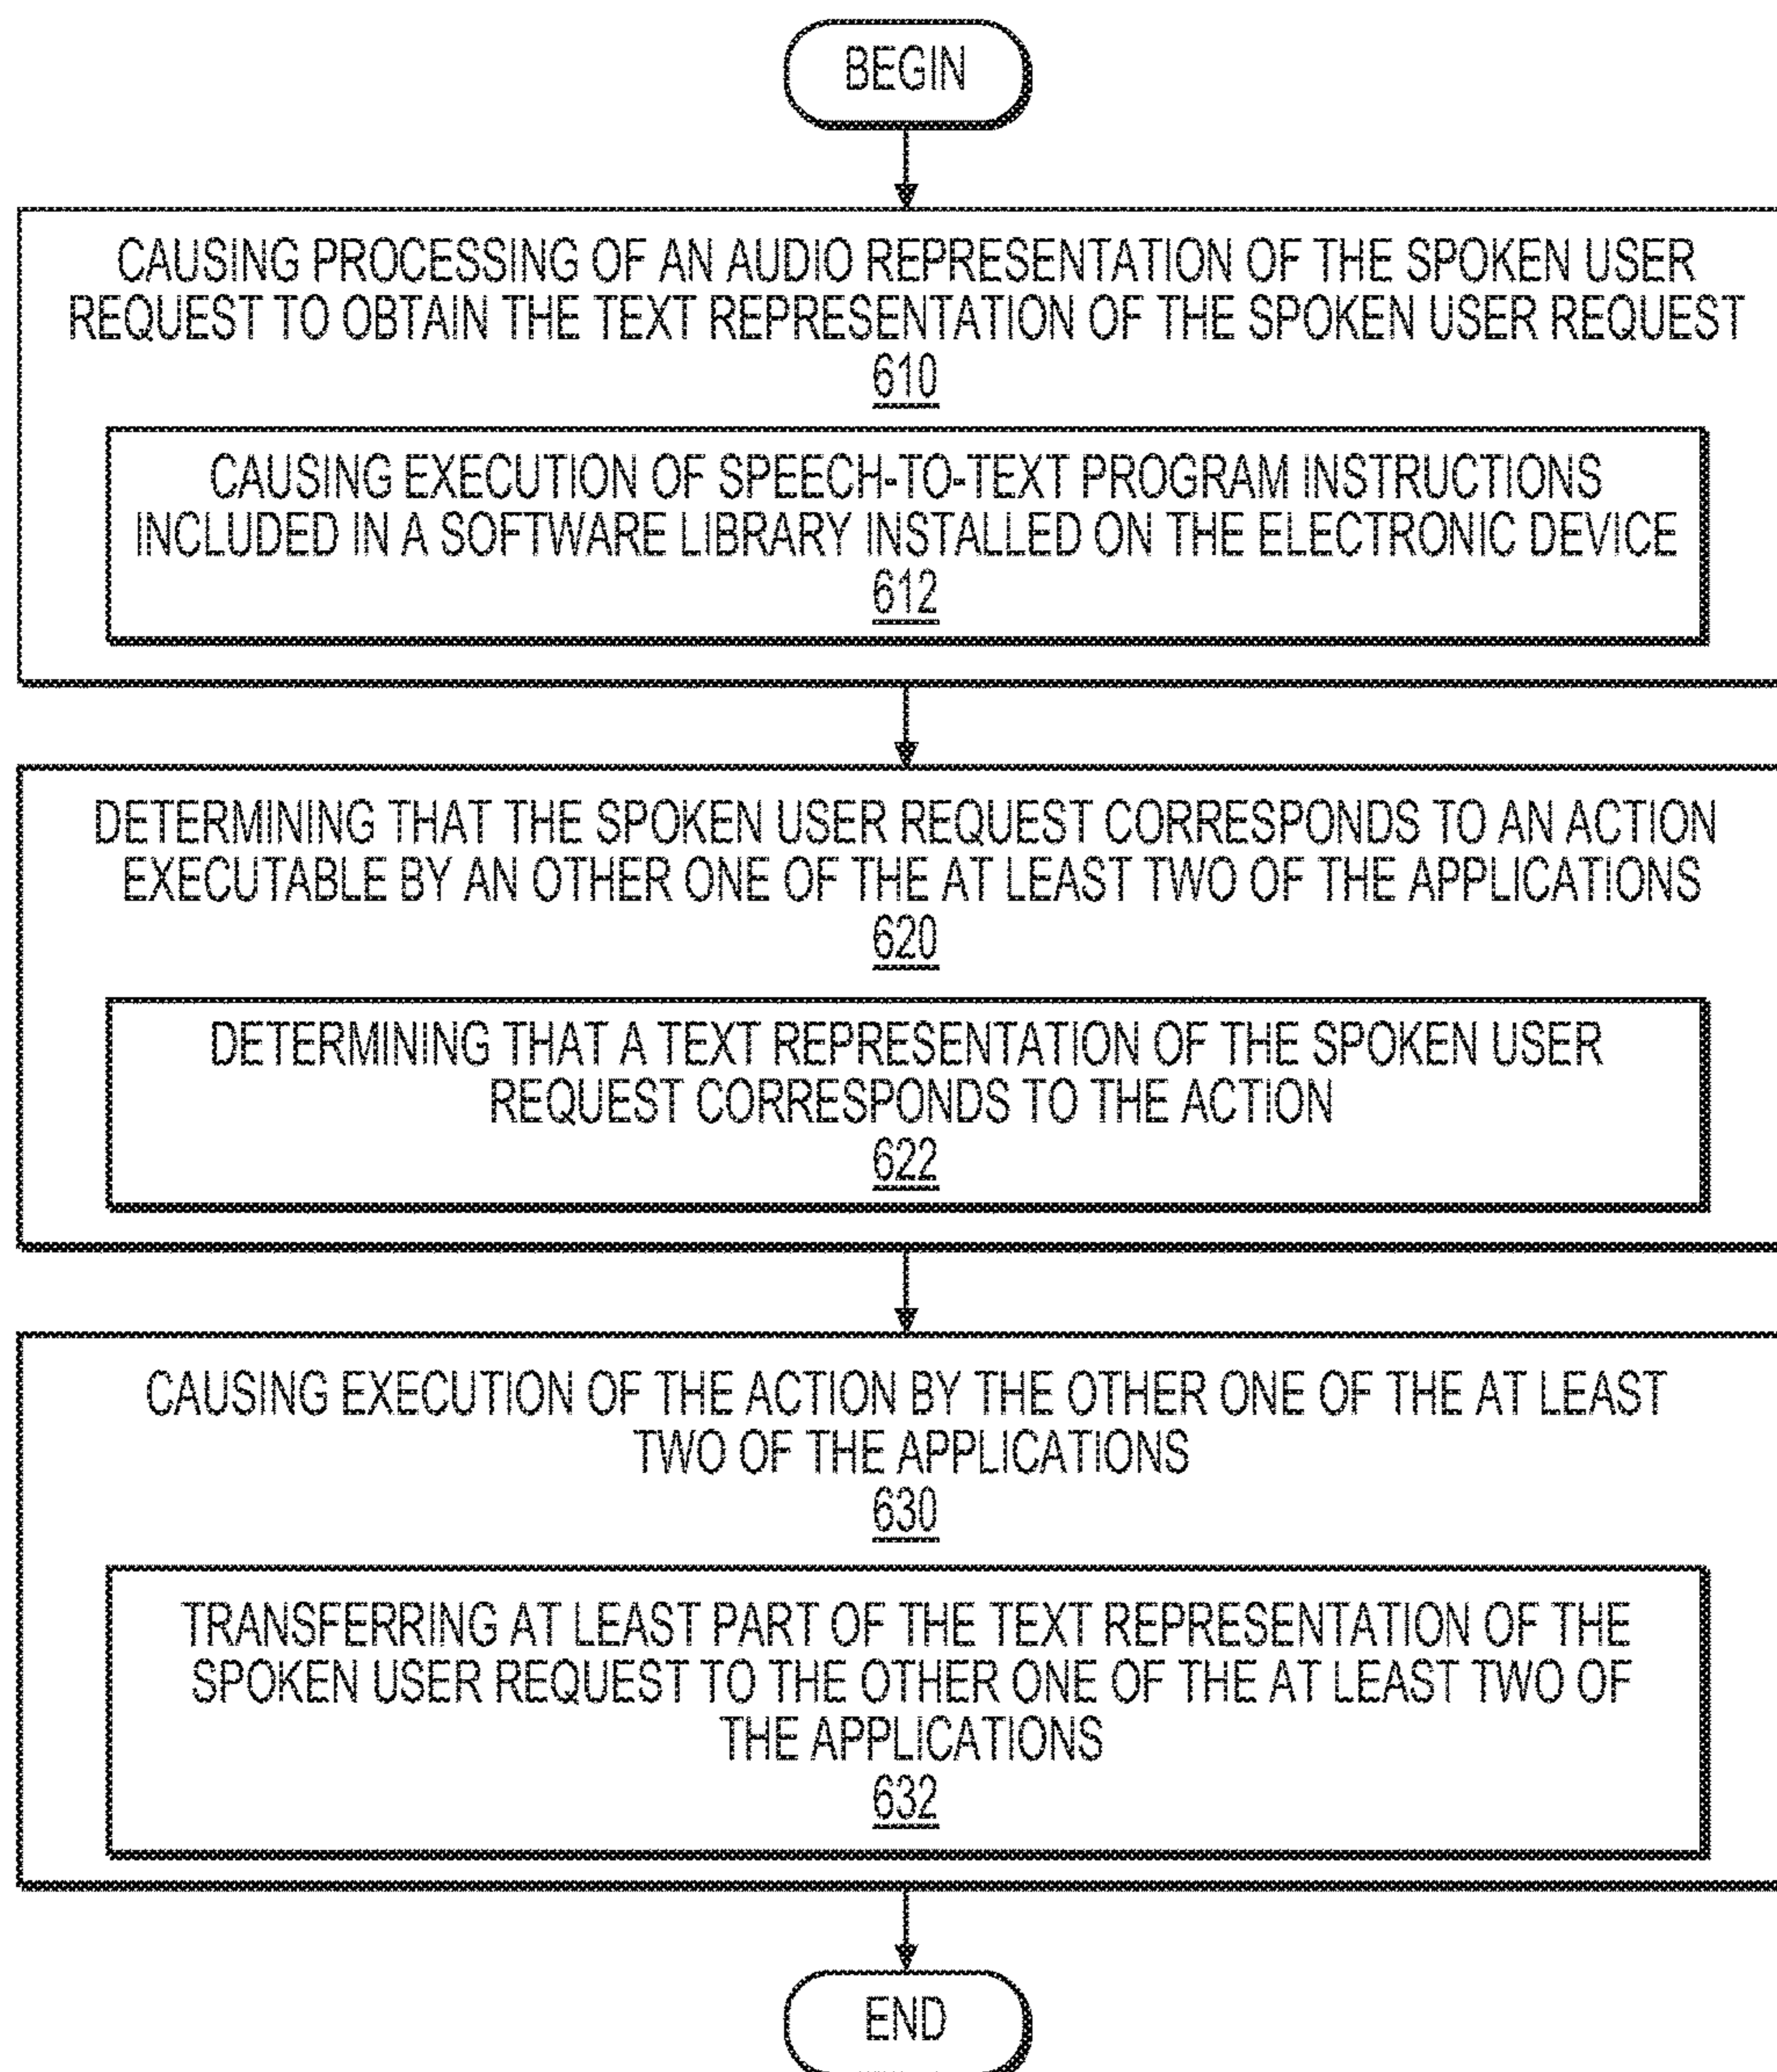 BEGIN
CAUSING PROCESSING OF AN AUDIO REPRESENTATION OF THE SPOKEN USER
REQUEST TO OBTAIN THE TEXT REPRESENTATION OF THE SPOKEN USER REQUEST
610
CAUSING EXECUTION OF SPEECH-TO-TEXT PROGRAM INSTRUCTIONS
INCLUDED IN A SOFTWARE LIBRARY INSTALLED ON THE ELECTRONIC DEVICE
612
DETERMINING THAT THE SPOKEN USER REQUEST CORRESPONDS TO AN ACTION
EXECUTABLE BY AN OTHER ONE OF THE AT LEAST TWO OF THE APPLICATIONS
620
DETERMINING THAT A TEXT REPRESENTATION OF THE SPOKEN USER
REQUEST CORRESPONDS TO THE ACTION
622
CAUSING EXECUTION OF THE ACTION BY THE OTHER ONE OF THE AT LEAST
TWO OF THE APPLICATIONS
630
TRANSFERRING AT LEAST PART OF THE TEXT REPRESENTATION OF THE
SPOKEN USER REQUEST TO THE OTHER ONE OF THE AT LEAST TWO OF
THE APPLICATIONS
632
END